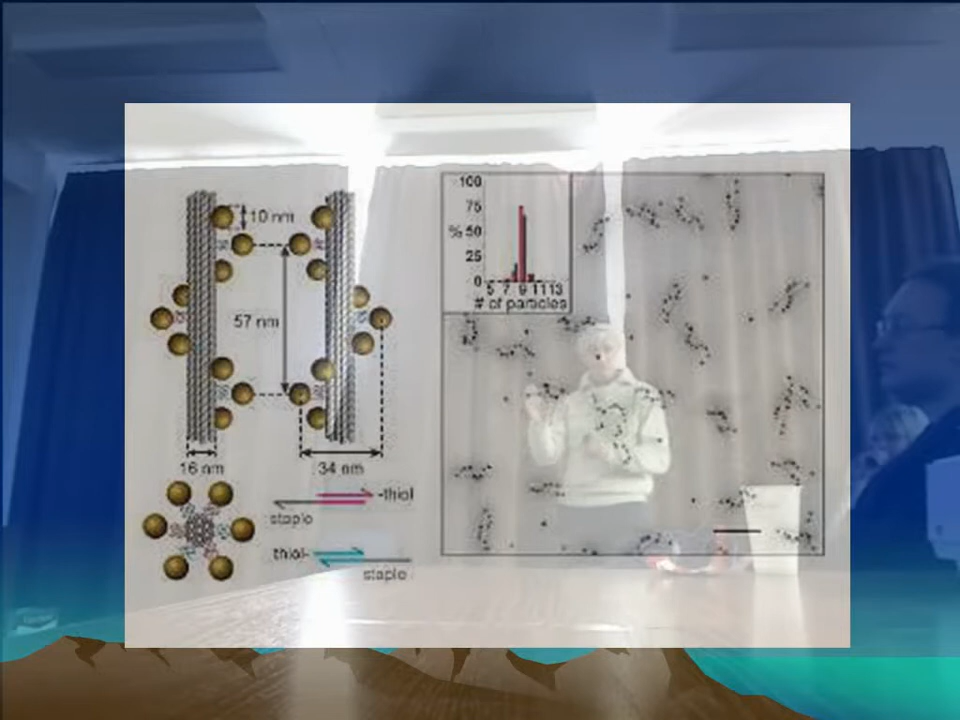 10 nm
57 nm
16 nm
34 nm
-thiol
staple
thiol-
staple
100
75
% 50
25
0
5 7 9 11 13
# of particles